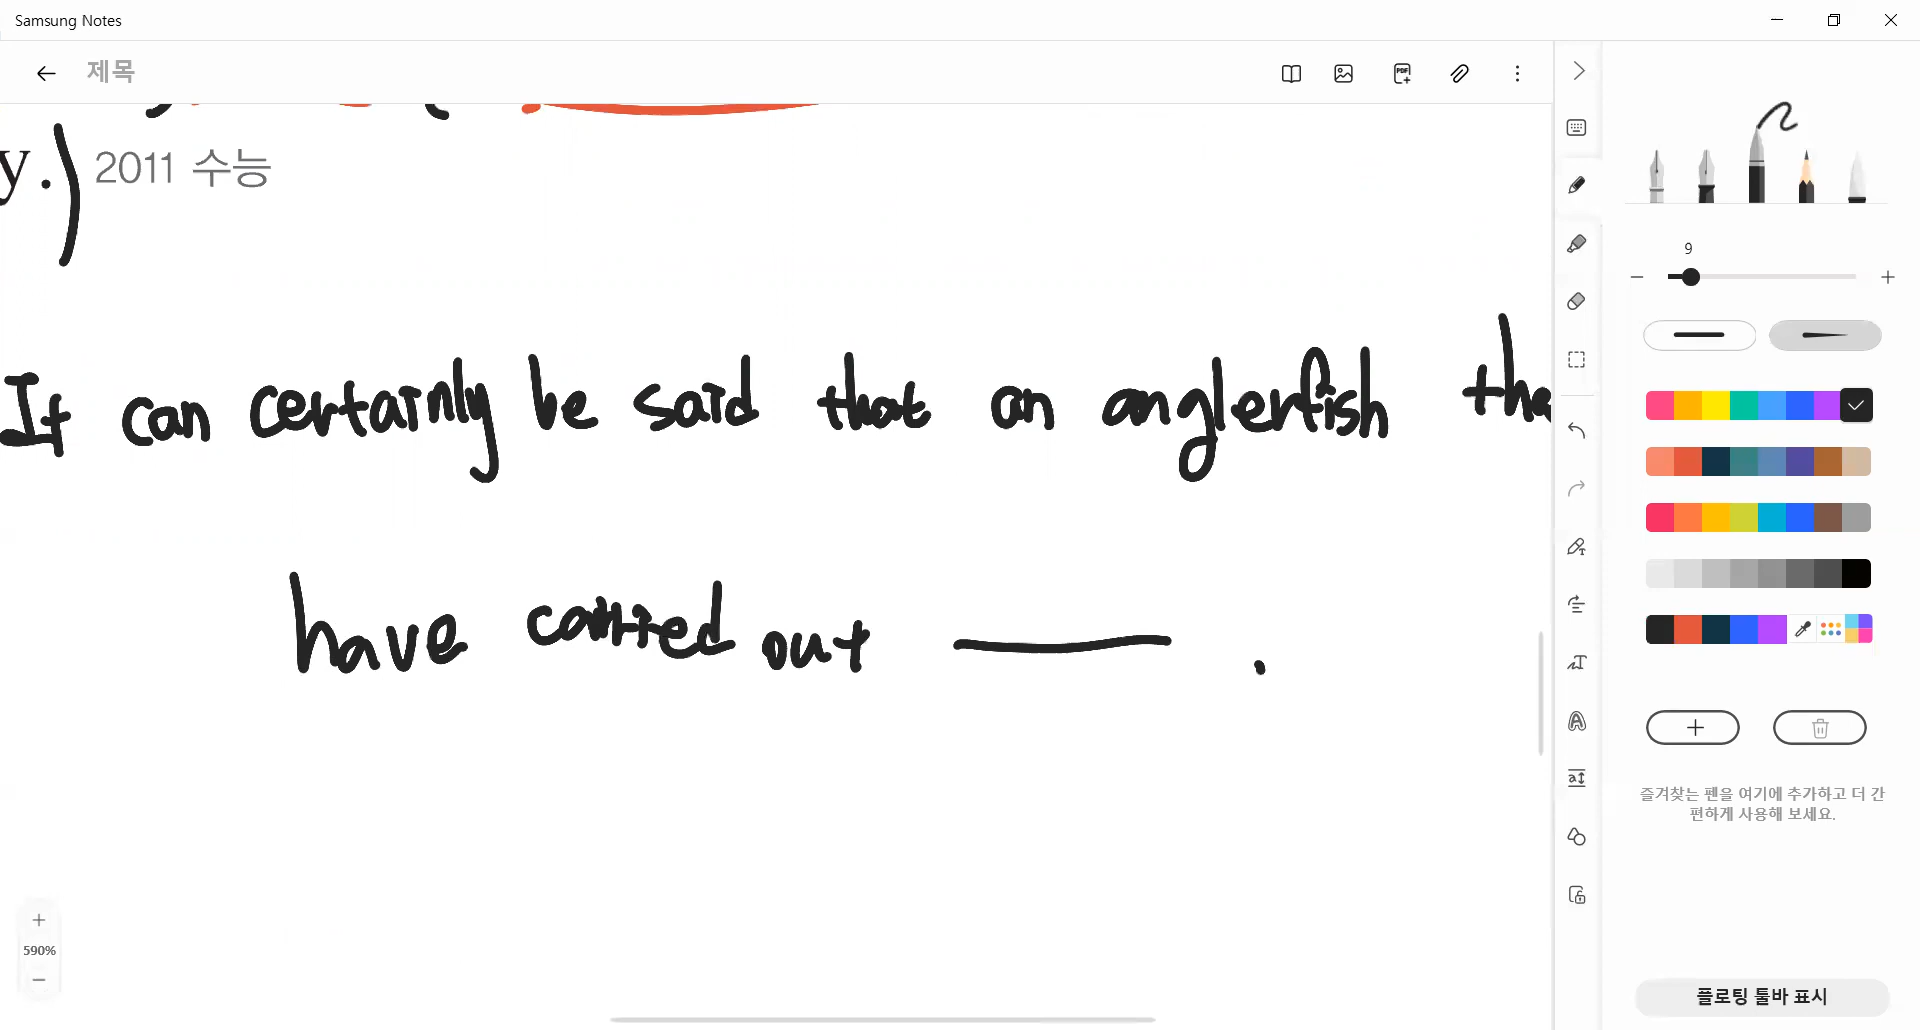 Samsung Notes
제목
y.) 2011 수능
It can certainly be said that an anglerfish tha
have carried out ——— .
9
590%
즐겨찾는 펜을 여기에 추가하고 더 간
편하게 사용해 보세요.
플로팅 툴바 표시